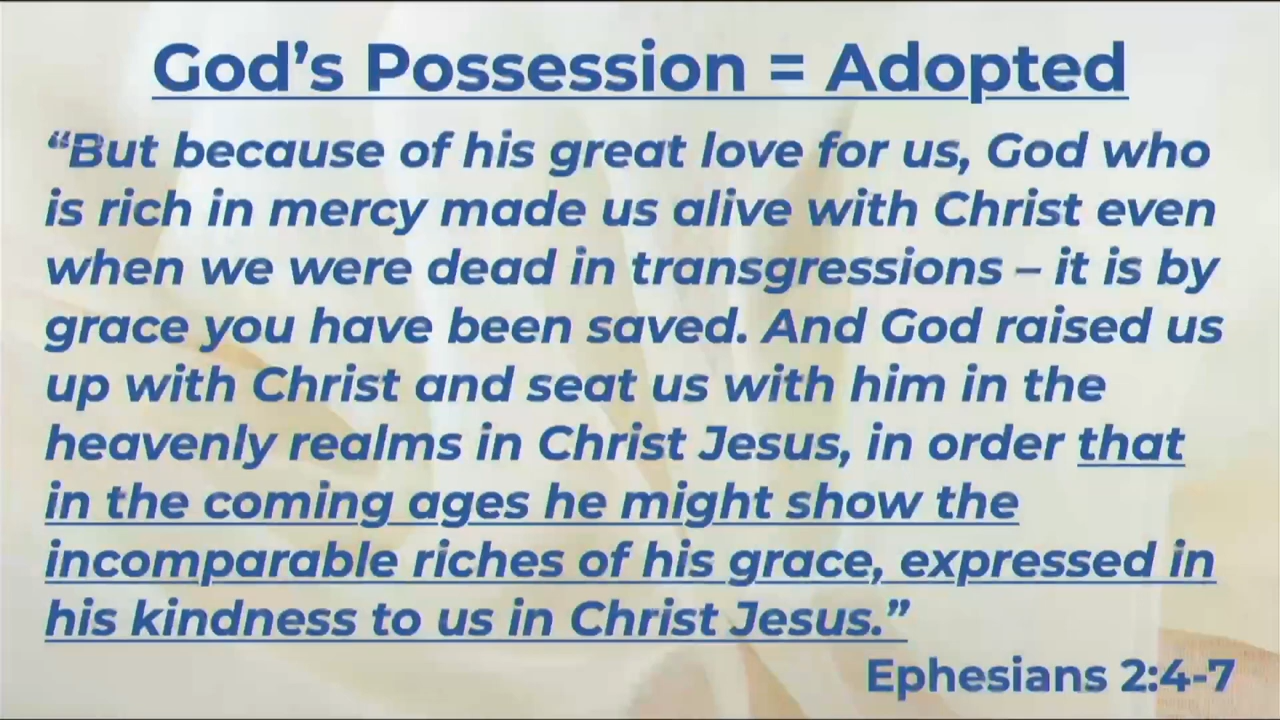 God’s Possession = Adopted
“But because of his great love for us, God who
is rich in mercy made us alive with Christ even
when we were dead in transgressions – it is by
grace you have been saved. And God raised us
up with Christ and seat us with him in the
heavenly realms in Christ Jesus, in order that
in the coming ages he might show the
incomparable riches of his grace, expressed in
his kindness to us in Christ Jesus.”
Ephesians 2:4-7